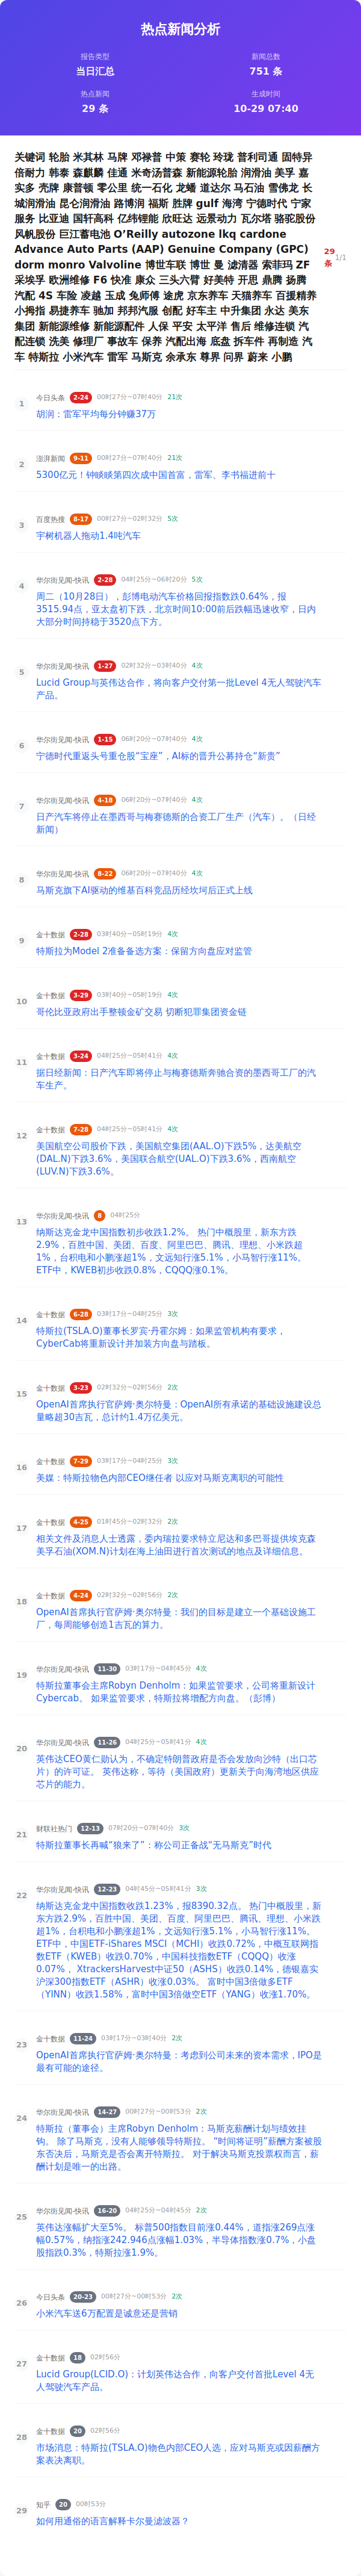 热点新闻分析
报告类型
当日汇总
新闻总数
751 条
热点新闻
29 条
生成时间
10-29 07:40
关键词 轮胎 米其林 马牌 邓禄普 中策 赛轮 玲珑 普利司通 固特异
倍耐力 韩泰 森麒麟 佳通 米奇汤普森 新能源轮胎 润滑油 美孚 嘉
实多 壳牌 康普顿 零公里 统一石化 龙蟠 道达尔 马石油 雪佛龙 长
城润滑油 昆仑润滑油 路博润 福斯 胜牌 gulf 海湾 宁德时代 宁家
服务 比亚迪 国轩高科 亿纬锂能 欣旺达 远景动力 瓦尔塔 骆驼股份
风帆股份 巨江蓄电池 O’Reilly autozone lkq cardone
Advance Auto Parts (AAP) Genuine Company (GPC)
dorm monro Valvoline 博世车联 博世 曼 滤清器 索菲玛 ZF
采埃孚 欧洲维修 F6 快准 康众 三头六臂 好美特 开思 鼎腾 扬腾
汽配 4S 车险 凌越 玉成 兔师傅 途虎 京东养车 天猫养车 百援精养
小拇指 易捷养车 驰加 邦邦汽服 创配 好车主 中升集团 永达 美东
集团 新能源维修 新能源配件 人保 平安 太平洋 售后 维修连锁 汽
配连锁 洗美 修理厂 事故车 保养 汽配出海 底盘 拆车件 再制造 汽
车 特斯拉 小米汽车 雷军 马斯克 余承东 尊界 问界 蔚来 小鹏
29
条
1/1
1
今日头条 2-24 00时27分~07时40分 21次
胡润：雷军平均每分钟赚37万
2
澎湃新闻 9-11 00时27分~07时40分 21次
5300亿元！钟睒睒第四次成中国首富，雷军、李书福进前十
3
百度热搜 8-17 00时27分~02时32分 5次
宇树机器人拖动1.4吨汽车
4
华尔街见闻-快讯 2-28 04时25分~06时20分 5次
周二（10月28日），彭博电动汽车价格回报指数跌0.64%，报
3515.94点，亚太盘初下跌，北京时间10:00前后跌幅迅速收窄，日内
大部分时间持稳于3520点下方。
5
华尔街见闻-快讯 1-27 02时32分~03时40分 4次
Lucid Group与英伟达合作，将向客户交付第一批Level 4无人驾驶汽车
产品。
6
华尔街见闻-快讯 1-15 06时20分~07时40分 4次
宁德时代重返头号重仓股“宝座”，AI标的晋升公募持仓“新贵”
7
华尔街见闻-快讯 4-18 06时20分~07时40分 4次
日产汽车将停止在墨西哥与梅赛德斯的合资工厂生产（汽车）。（日经
新闻）
8
华尔街见闻-快讯 8-22 06时20分~07时40分 4次
马斯克旗下AI驱动的维基百科竞品历经坎坷后正式上线
9
金十数据 2-28 03时40分~05时19分 4次
特斯拉为Model 2准备备选方案：保留方向盘应对监管
10
金十数据 3-29 03时40分~05时19分 4次
哥伦比亚政府出手整顿金矿交易 切断犯罪集团资金链
11
金十数据 3-24 04时25分~05时41分 4次
据日经新闻：日产汽车即将停止与梅赛德斯奔驰合资的墨西哥工厂的汽
车生产。
12
金十数据 7-28 04时25分~05时41分 4次
美国航空公司股价下跌，美国航空集团(AAL.O)下跌5%，达美航空
(DAL.N)下跌3.6%，美国联合航空(UAL.O)下跌3.6%，西南航空
(LUV.N)下跌3.6%。
13
华尔街见闻-快讯 8 04时25分
纳斯达克金龙中国指数初步收跌1.2%。 热门中概股里，新东方跌
2.9%，百胜中国、美团、百度、阿里巴巴、腾讯、理想、小米跌超
1%，台积电和小鹏涨超1%，文远知行涨5.1%，小马智行涨11%。
ETF中，KWEB初步收跌0.8%，CQQQ涨0.1%。
14
金十数据 6-28 03时17分~04时25分 3次
特斯拉(TSLA.O)董事长罗宾·丹霍尔姆：如果监管机构有要求，
CyberCab将重新设计并加装方向盘与踏板。
15
金十数据 3-23 02时32分~02时56分 2次
OpenAI首席执行官萨姆·奥尔特曼：OpenAI所有承诺的基础设施建设总
量略超30吉瓦，总计约1.4万亿美元。
16
金十数据 7-29 03时17分~04时25分 3次
美媒：特斯拉物色内部CEO继任者 以应对马斯克离职的可能性
17
金十数据 4-25 01时45分~02时32分 2次
相关文件及消息人士透露，委内瑞拉要求特立尼达和多巴哥提供埃克森
美孚石油(XOM.N)计划在海上油田进行首次测试的地点及详细信息。
18
金十数据 4-24 02时32分~02时56分 2次
OpenAI首席执行官萨姆·奥尔特曼：我们的目标是建立一个基础设施工
厂，每周能够创造1吉瓦的算力。
19
华尔街见闻-快讯 11-30 03时17分~04时45分 4次
特斯拉董事会主席Robyn Denholm：如果监管要求，公司将重新设计
Cybercab。 如果监管要求，特斯拉将增配方向盘。（彭博）
20
华尔街见闻-快讯 11-26 04时25分~05时41分 4次
英伟达CEO黄仁勋认为，不确定特朗普政府是否会发放向沙特（出口芯
片）的许可证。 英伟达称，等待（美国政府）更新关于向海湾地区供应
芯片的能力。
21
财联社热门 12-13 07时20分~07时40分 3次
特斯拉董事长再喊“狼来了”：称公司正备战“无马斯克”时代
22
华尔街见闻-快讯 12-23 04时45分~05时41分 3次
纳斯达克金龙中国指数收跌1.23%，报8390.32点。 热门中概股里，新
东方跌2.9%，百胜中国、美团、百度、阿里巴巴、腾讯、理想、小米跌
超1%，台积电和小鹏涨超1%，文远知行涨5.1%，小马智行涨11%。
ETF中，中国ETF-iShares MSCI（MCHI）收跌0.72%，中概互联网指
数ETF（KWEB）收跌0.70%，中国科技指数ETF（CQQQ）收涨
0.07%， XtrackersHarvest中证50（ASHS）收跌0.14%，德银嘉实
沪深300指数ETF（ASHR）收涨0.03%。 富时中国3倍做多ETF
（YINN）收跌1.58%，富时中国3倍做空ETF（YANG）收涨1.70%。
23
金十数据 11-24 03时17分~03时40分 2次
OpenAI首席执行官萨姆·奥尔特曼：考虑到公司未来的资本需求，IPO是
最有可能的途径。
24
华尔街见闻-快讯 14-27 00时27分~00时53分 2次
特斯拉（董事会）主席Robyn Denholm：马斯克薪酬计划与绩效挂
钩。 除了马斯克，没有人能够领导特斯拉。 “时间将证明”薪酬方案被股
东否决后，马斯克是否会离开特斯拉。 对于解决马斯克投票权而言，薪
酬计划是唯一的出路。
25
华尔街见闻-快讯 16-20 04时25分~04时45分 2次
英伟达涨幅扩大至5%。 标普500指数目前涨0.44%，道指涨269点涨
幅0.57%，纳指涨242.946点涨幅1.03%，半导体指数涨0.7%，小盘
股指跌0.3%，特斯拉涨1.9%。
26
今日头条 20-23 00时27分~00时53分 2次
小米汽车送6万配置是诚意还是营销
27
金十数据 18 02时56分
Lucid Group(LCID.O)：计划英伟达合作，向客户交付首批Level 4无
人驾驶汽车产品。
28
金十数据 20 02时56分
市场消息：特斯拉(TSLA.O)物色内部CEO人选，应对马斯克或因薪酬方
案表决离职。
29
知乎 20 00时53分
如何用通俗的语言解释卡尔曼滤波器？